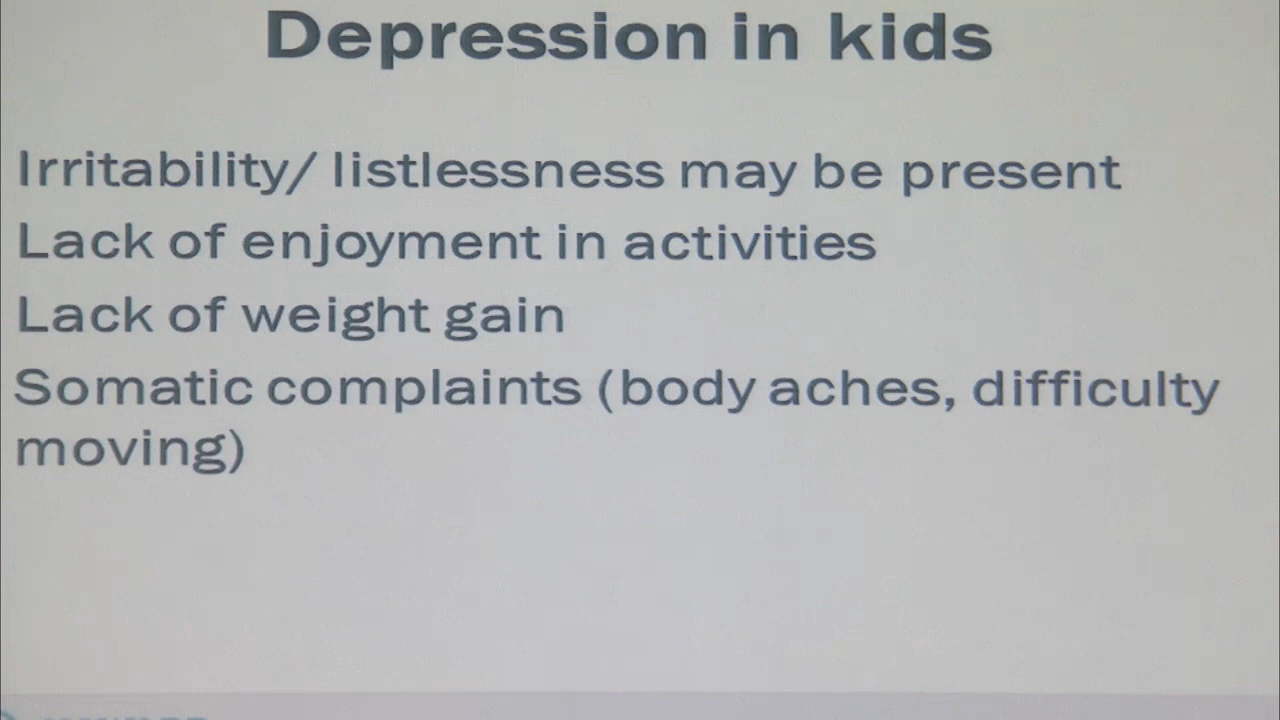 Depression in kids
Irritability/ listlessness may be present
Lack of enjoyment in activities
Lack of weight gain
Somatic complaints (body aches, difficulty
moving)